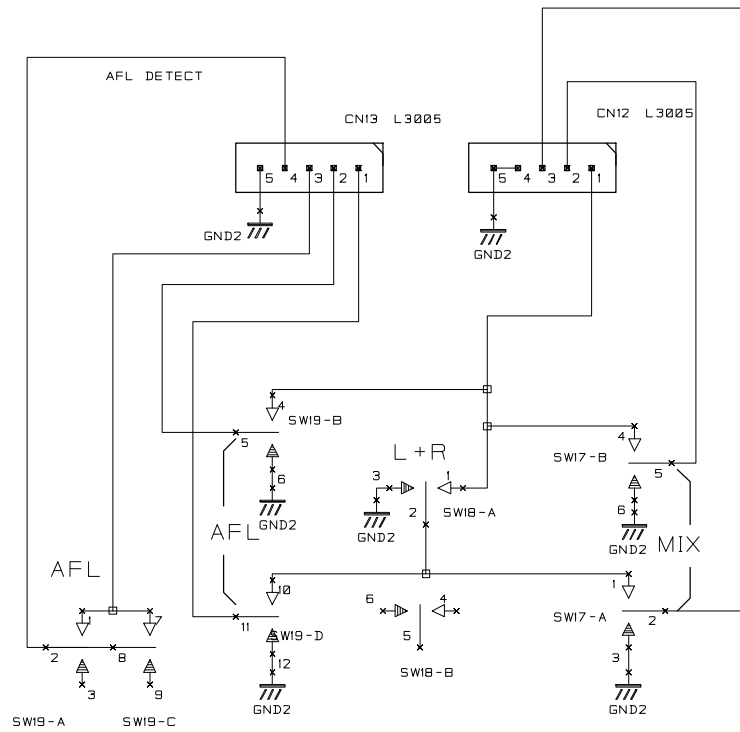 AFL DETECT
CN13 L3005
CN12 L3005
5 4 3 2 1
5 4 3 2 1
GND2
GND2
4
SW19-B
5
6
GND2
L+R
3
1
2
SW18-A
GND2
4
SW17-B
5
6
GND2
AFL
MIX
AFL
10
11
SW19-D
12
GND2
6
4
5
SW18-B
1
SW17-A
2
3
GND2
1
7
2
8
3
9
SW19-A
SW19-C